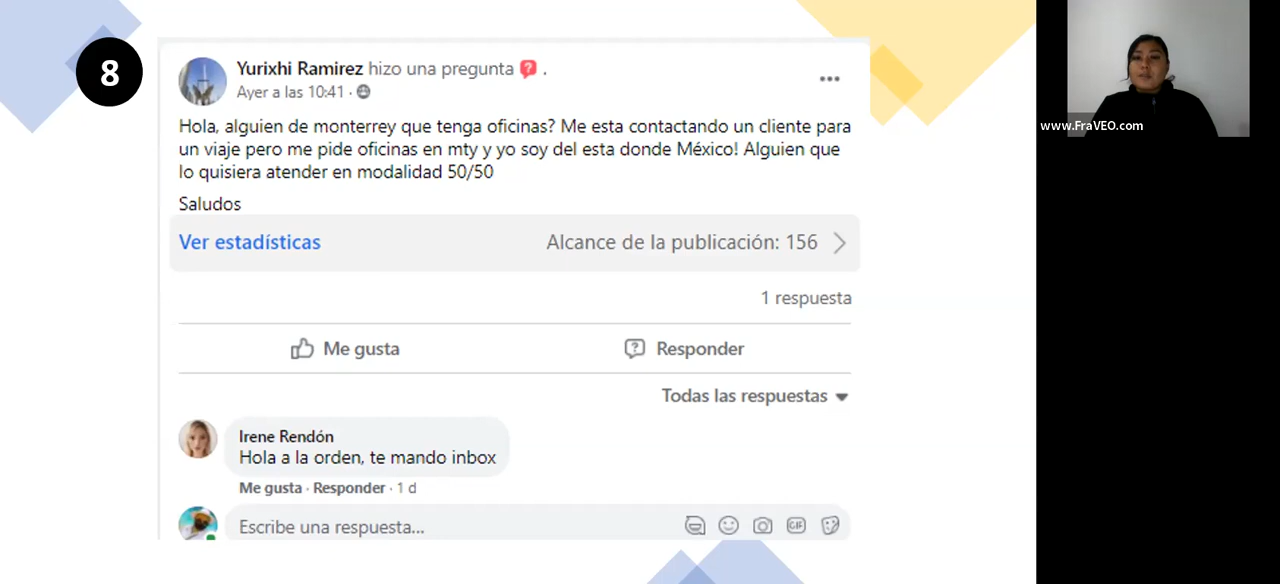 8
Yurixhi Ramirez hizo una pregunta .
Ayer a las 10:41 ·
Hola, alguien de monterrey que tenga oficinas? Me esta contactando un cliente para
un viaje pero me pide oficinas en mty y yo soy del esta donde México! Alguien que
lo quisiera atender en modalidad 50/50
Saludos
Ver estadísticas
Alcance de la publicación: 156
1 respuesta
Me gusta
Responder
Todas las respuestas
Irene Rendón
Hola a la orden, te mando inbox
Me gusta · Responder · 1 d
Escribe una respuesta...
GIF
www.FraVEO.com